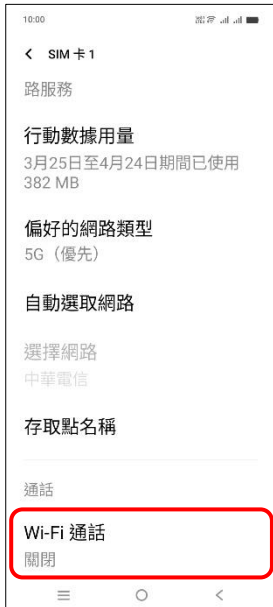 10:00
SIM 卡 1
路服務
行動數據用量
3月25日至4月24日期間已使用
382 MB
偏好的網路類型
5G（優先）
自動選取網路
選擇網路
中華電信
存取點名稱
通話
Wi-Fi 通話
關閉